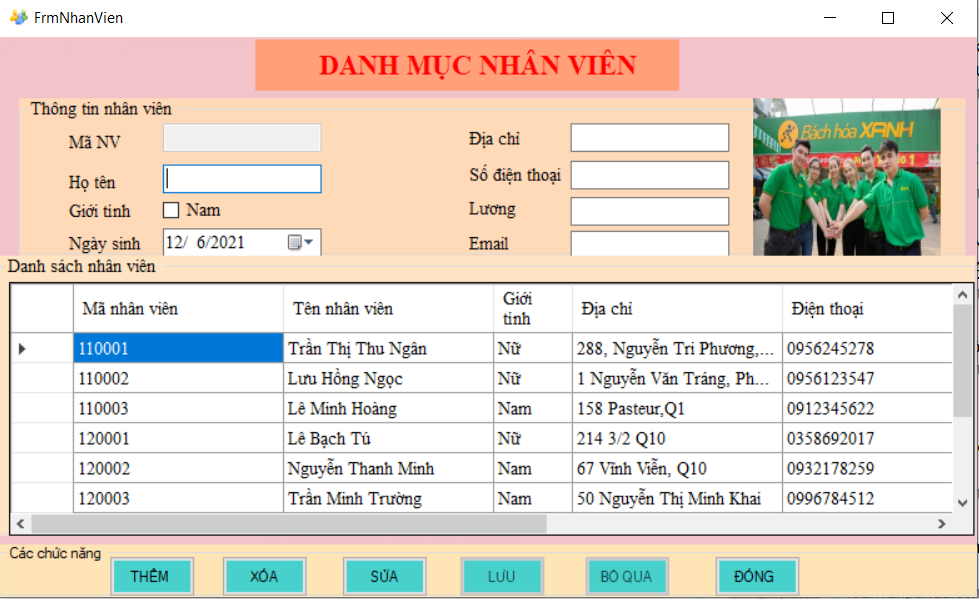 FrmNhanVien
DANH MỤC NHÂN VIÊN
Thông tin nhân viên
Mã NV
Họ tên
Giới tinh
Nam
Ngày sinh
12/ 6/2021
Địa chỉ
Số điện thoại
Lương
Email
Bách hóa XANH
Danh sách nhân viên
Mã nhân viên Tên nhân viên Giới tinh Địa chỉ Điện thoại
110001 Trần Thị Thu Ngân Nữ 288, Nguyễn Tri Phương,... 0956245278
110002 Lưu Hồng Ngọc Nữ 1 Nguyễn Văn Tráng, Ph... 0956123547
110003 Lê Minh Hoàng Nam 158 Pasteur,Q1 0912345622
120001 Lê Bạch Tú Nữ 214 3/2 Q10 0358692017
120002 Nguyễn Thanh Minh Nam 67 Vĩnh Viễn, Q10 0932178259
120003 Trần Minh Trường Nam 50 Nguyễn Thị Minh Khai 0996784512
Các chức năng
THÊM XÓA SỬA LƯU BỎ QUA ĐÓNG